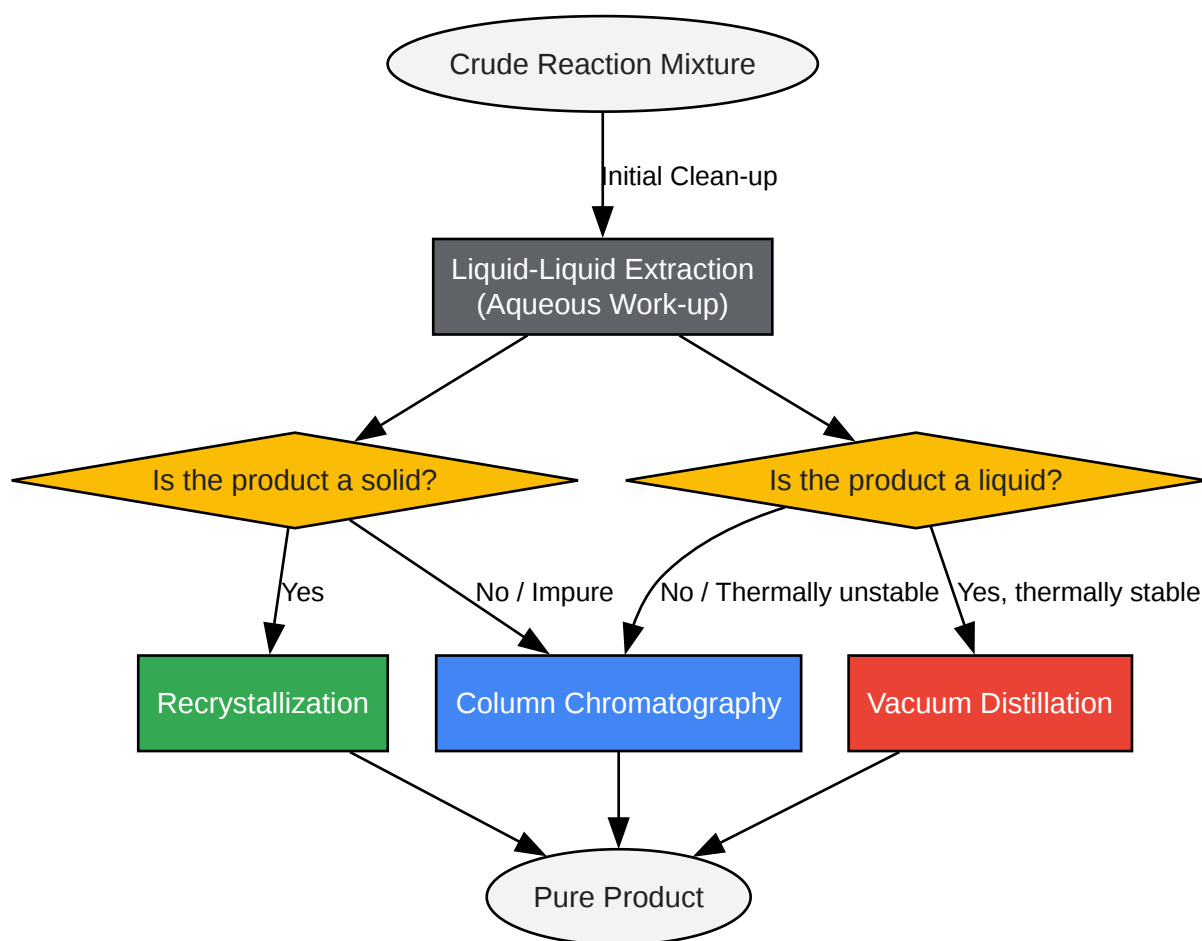 Crude Reaction Mixture
Initial Clean-up
Liquid-Liquid Extraction
(Aqueous Work-up)
Is the product a solid?
Is the product a liquid?
Yes
No / Impure
No / Thermally unstable
Yes, thermally stable
Recrystallization
Column Chromatography
Vacuum Distillation
Pure Product